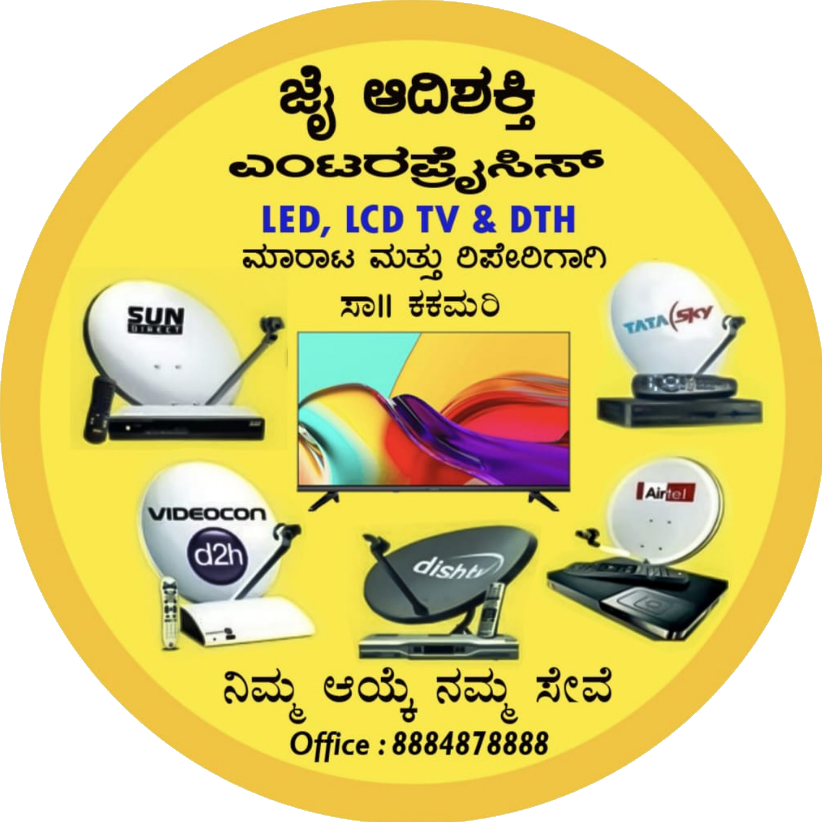 ಜೈ ಆದಿಶಕ್ತಿ
ಎಂಟರಪ್ರೈಸಿಸ್
LED, LCD TV & DTH
ಮಾರಾಟ ಮತ್ತು ರಿಪೇರಿಗಾಗಿ
ಸಾ॥ ಕಕಮರಿ
SUN
DIRECT
TATA SKY
VIDEOCON
d2h
dishtv
Airtel
ನಿಮ್ಮ ಆಯ್ಕೆ ನಮ್ಮ ಸೇವೆ
Office : 8884878888